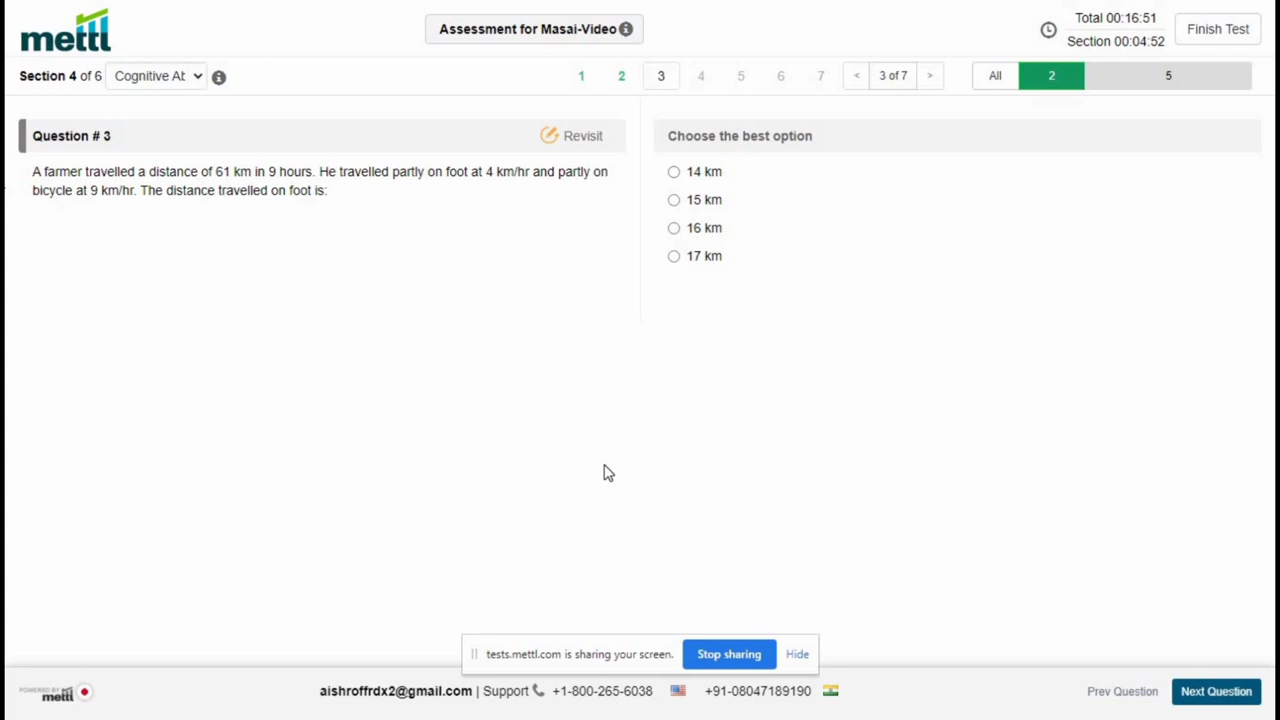 mettl
Assessment for Masai-Video
Total 00:16:51
Section 00:04:52
Finish Test
Section 4 of 6
Cognitive At
1 2 3 4 5 6 7
< 3 of 7 >
All 2 5
Question # 3
Revisit
A farmer travelled a distance of 61 km in 9 hours. He travelled partly on foot at 4 km/hr and partly on
bicycle at 9 km/hr. The distance travelled on foot is:
Choose the best option
14 km
15 km
16 km
17 km
tests.mettl.com is sharing your screen. Stop sharing Hide
POWERED BY
mettl
aishroffrdx2@gmail.com | Support +1-800-265-6038 +91-08047189190
Prev Question Next Question